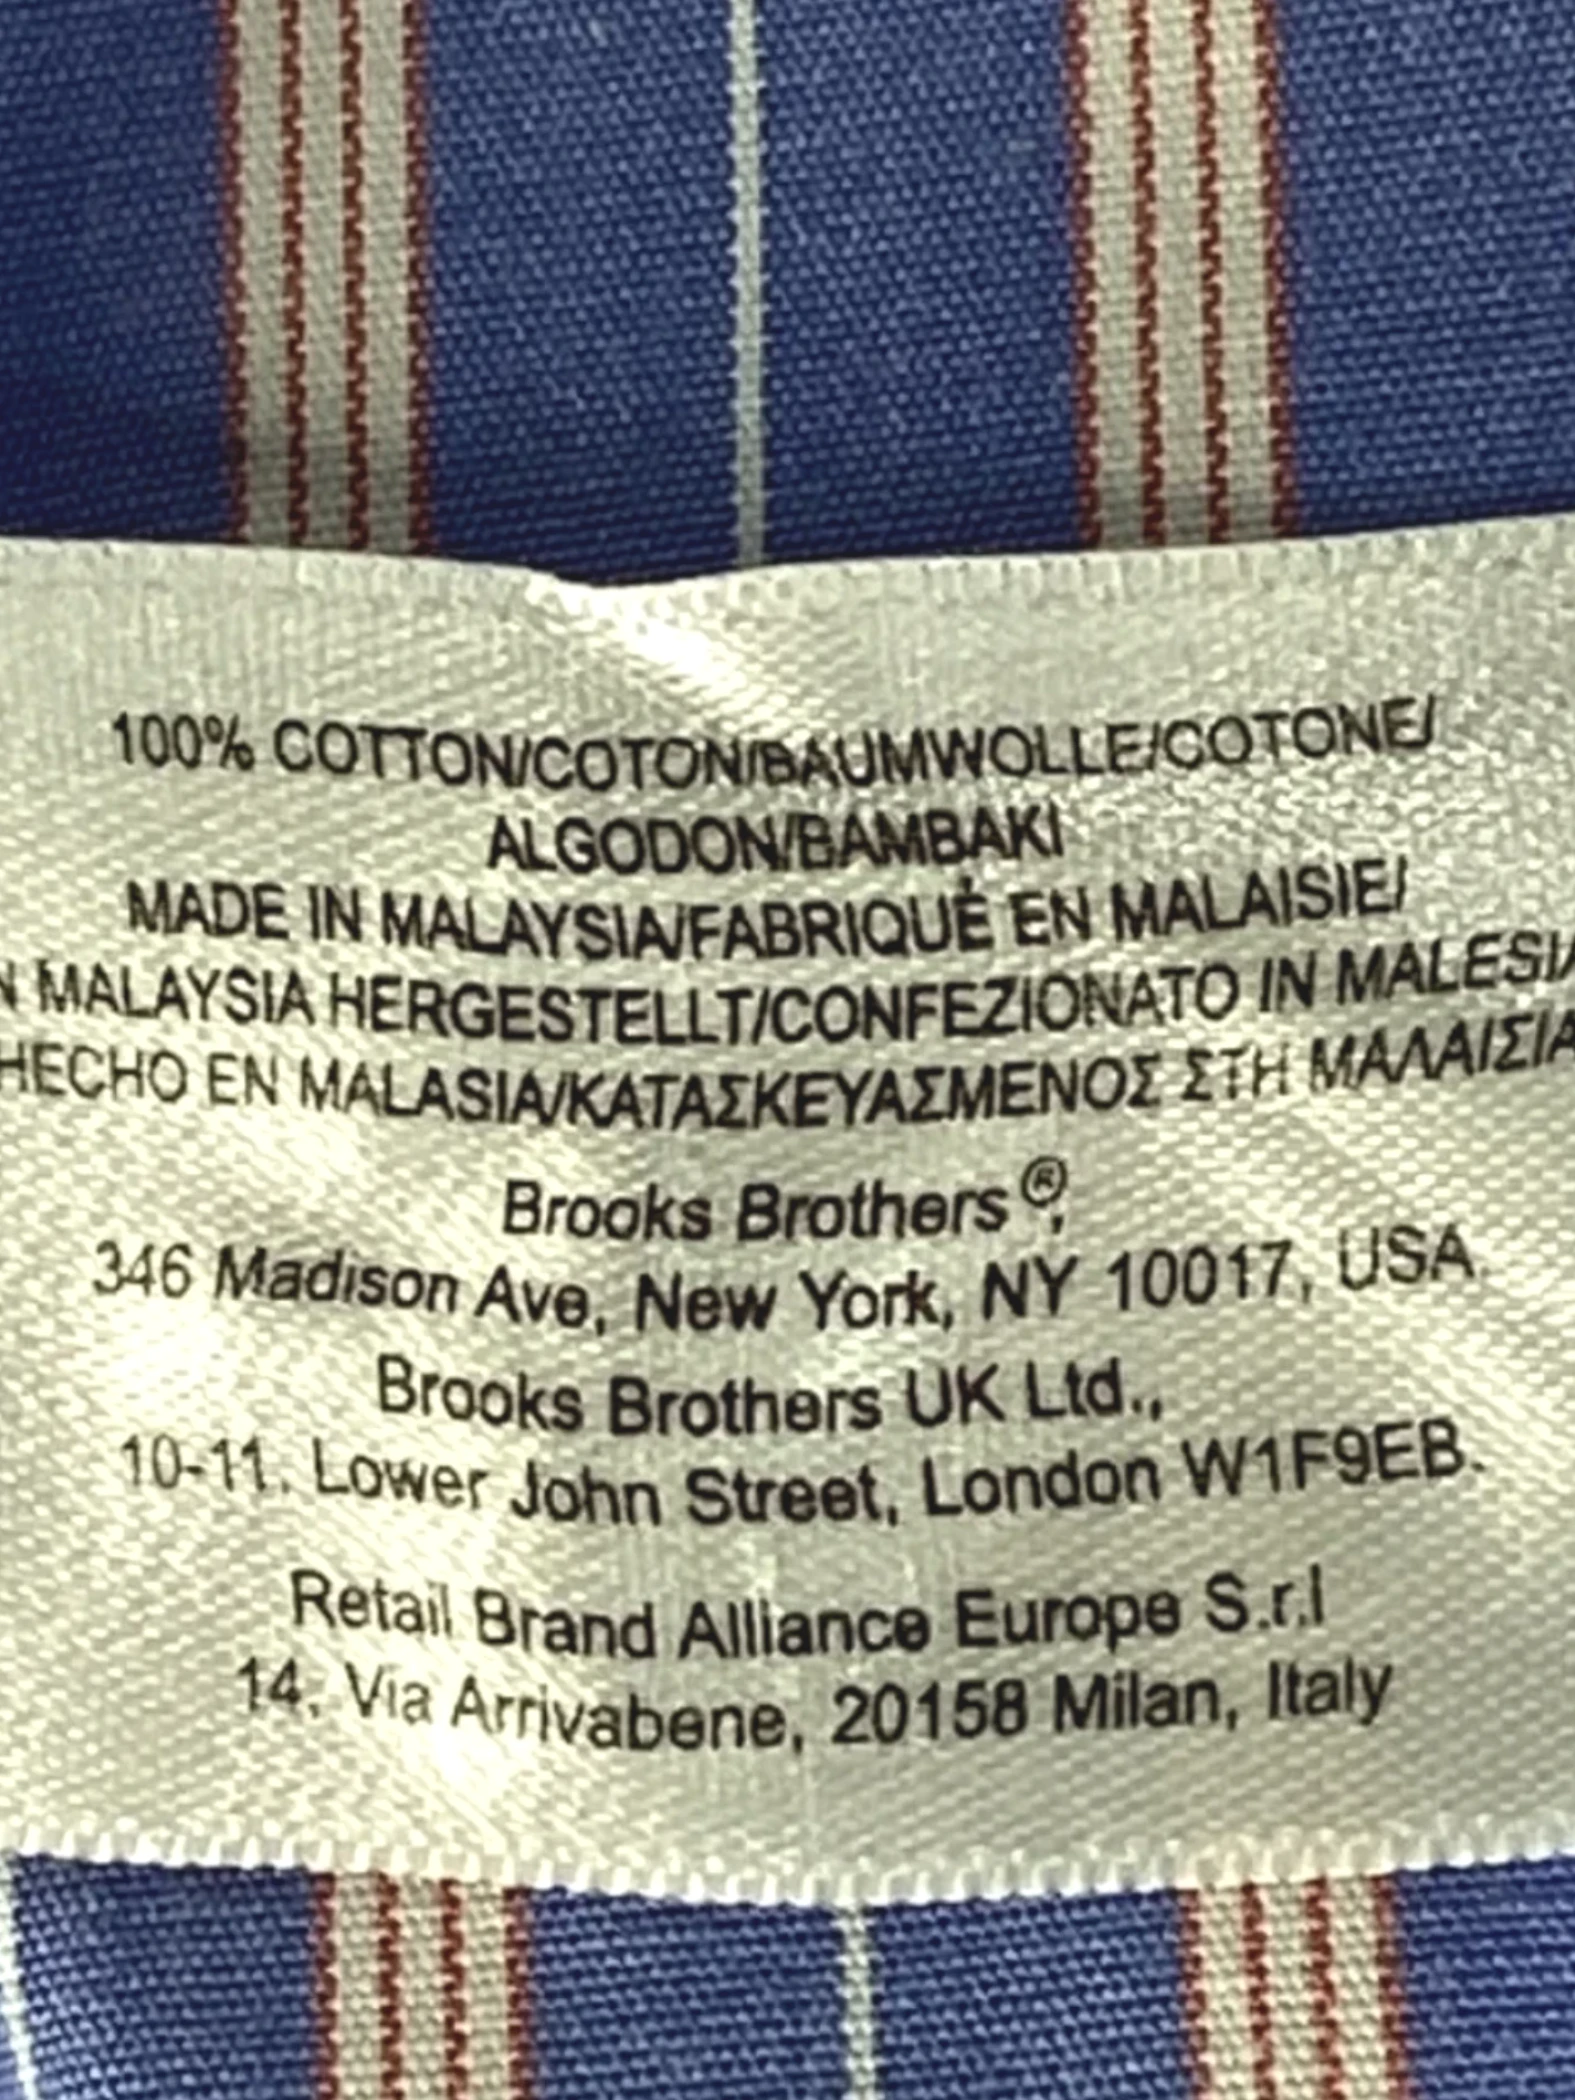 100% COTTON/COTON/BAUMWOLLE/COTONE/
ALGODON/BAMBAKI
MADE IN MALAYSIA/FABRIQUÉ EN MALAISIE/
N MALAYSIA HERGESTELLT/CONFEZIONATO IN MALESIA
HECHO EN MALASIA/ΚΑΤΑΣΚΕΥΑΣΜΕΝΟΣ ΣΤΗ ΜΑΛΑΙΣΙΑ
Brooks Brothers®,
346 Madison Ave, New York, NY 10017, USA.
Brooks Brothers UK Ltd.,
10-11, Lower John Street, London W1F9EB.
Retail Brand Alliance Europe S.r.l
14, Via Arrivabene, 20158 Milan, Italy